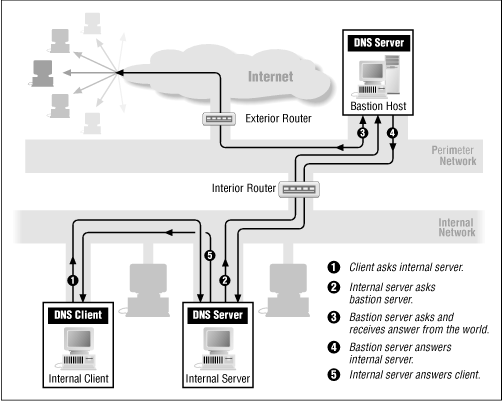 DNS Server
Internet
Bastion Host
Exterior Router
3
4
Perimeter
Network
Interior Router
Internal
Network
1
5
2
DNS Client
DNS Server
Internal Client
Internal Server
1 Client asks internal server.
2 Internal server asks
bastion server.
3 Bastion server asks and
receives answer from the world.
4 Bastion server answers
internal server.
5 Internal server answers client.